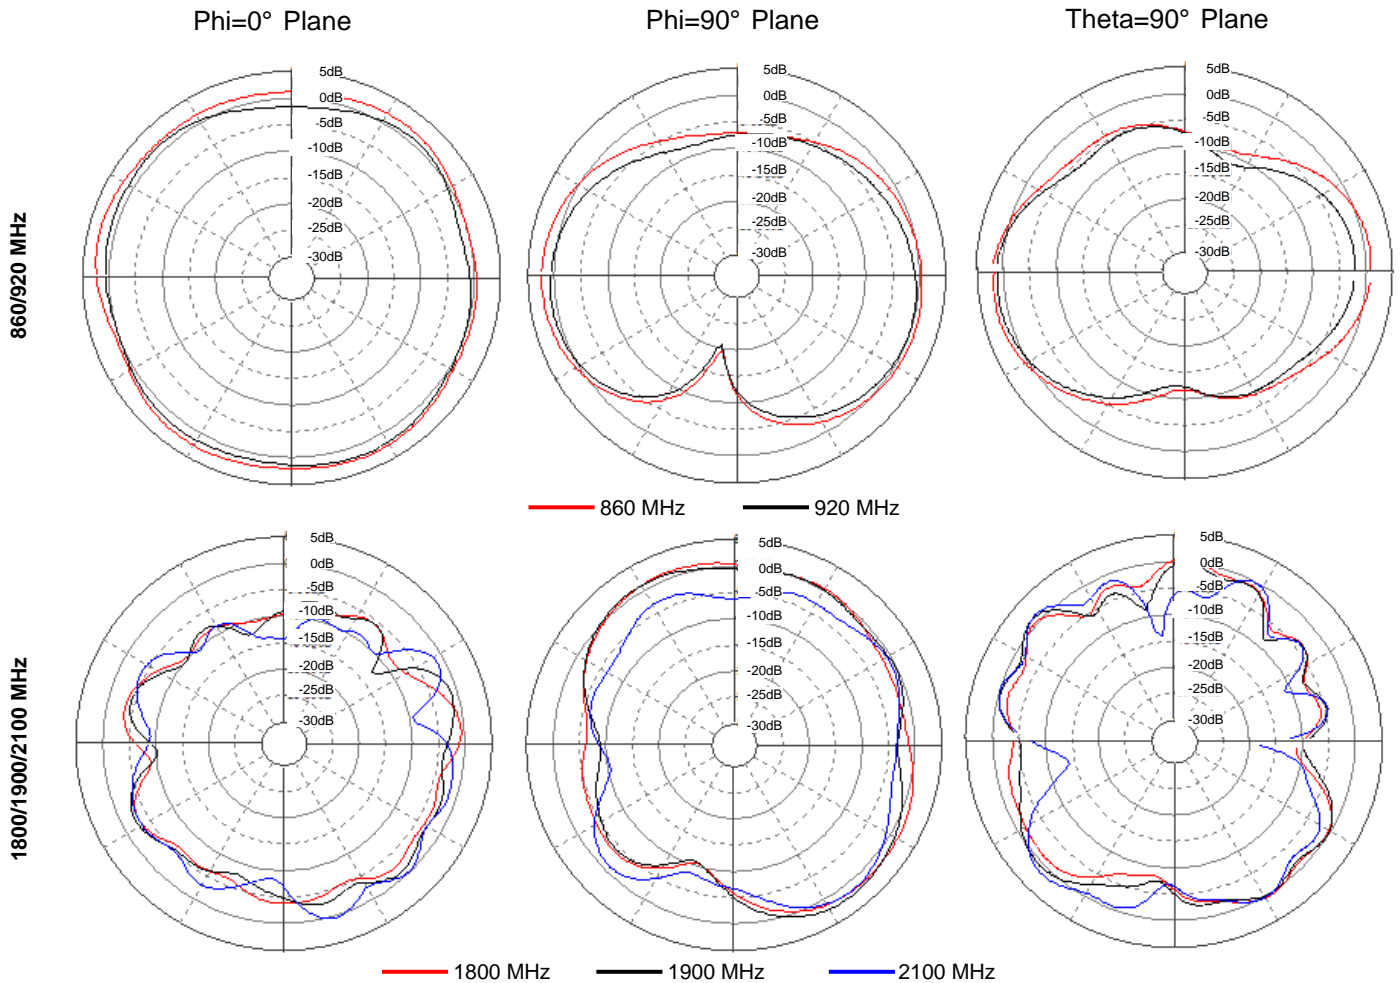 Phi=0° Plane
Phi=90° Plane
Theta=90° Plane
860/920 MHz
5dB
0dB
-5dB
-10dB
-15dB
-20dB
-25dB
-30dB
5dB
0dB
-5dB
-10dB
-15dB
-20dB
-25dB
-30dB
5dB
0dB
-5dB
-10dB
-15dB
-20dB
-25dB
-30dB
860 MHz
920 MHz
1800/1900/2100 MHz
5dB
0dB
-5dB
-10dB
-15dB
-20dB
-25dB
-30dB
5dB
0dB
-5dB
-10dB
-15dB
-20dB
-25dB
-30dB
5dB
0dB
-5dB
-10dB
-15dB
-20dB
-25dB
-30dB
1800 MHz
1900 MHz
2100 MHz